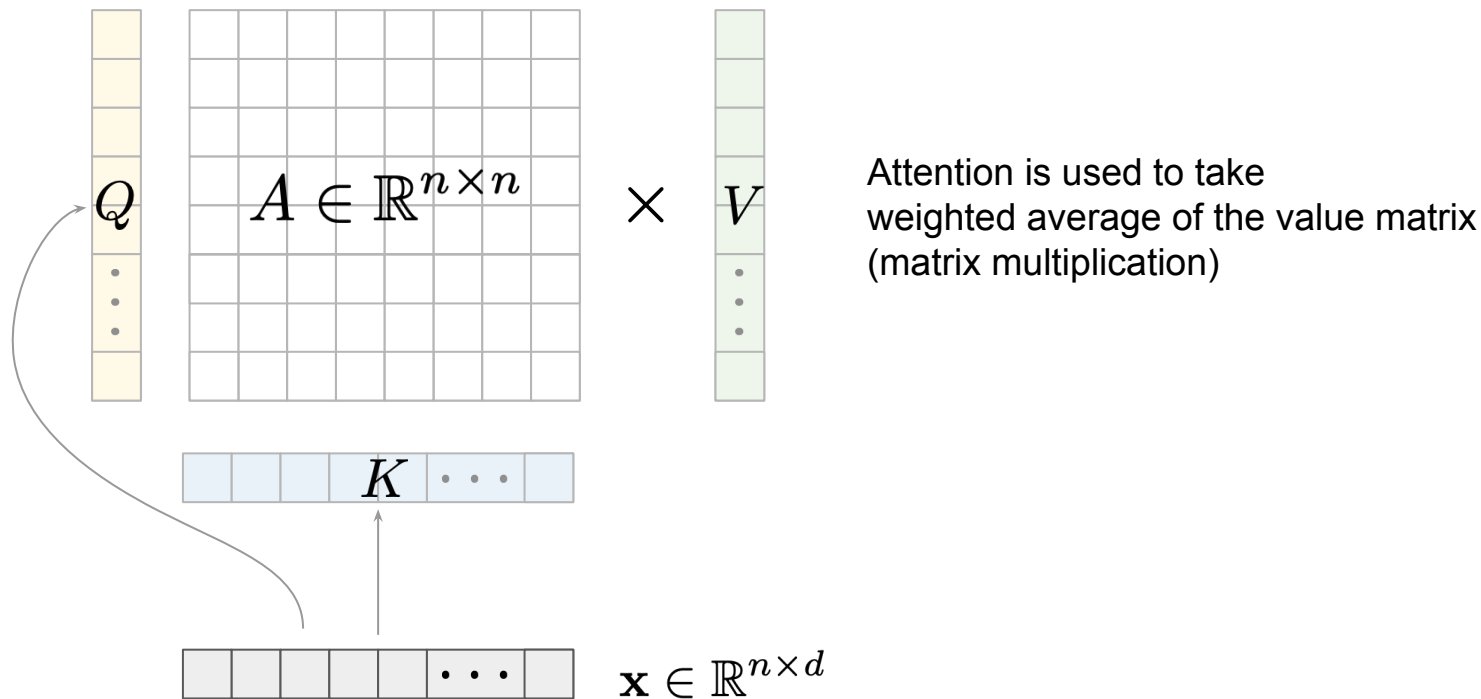 Q
A ∈ ℝ^{n×n}
×
V
Attention is used to take
weighted average of the value matrix
(matrix multiplication)
K
x ∈ ℝ^{n×d}